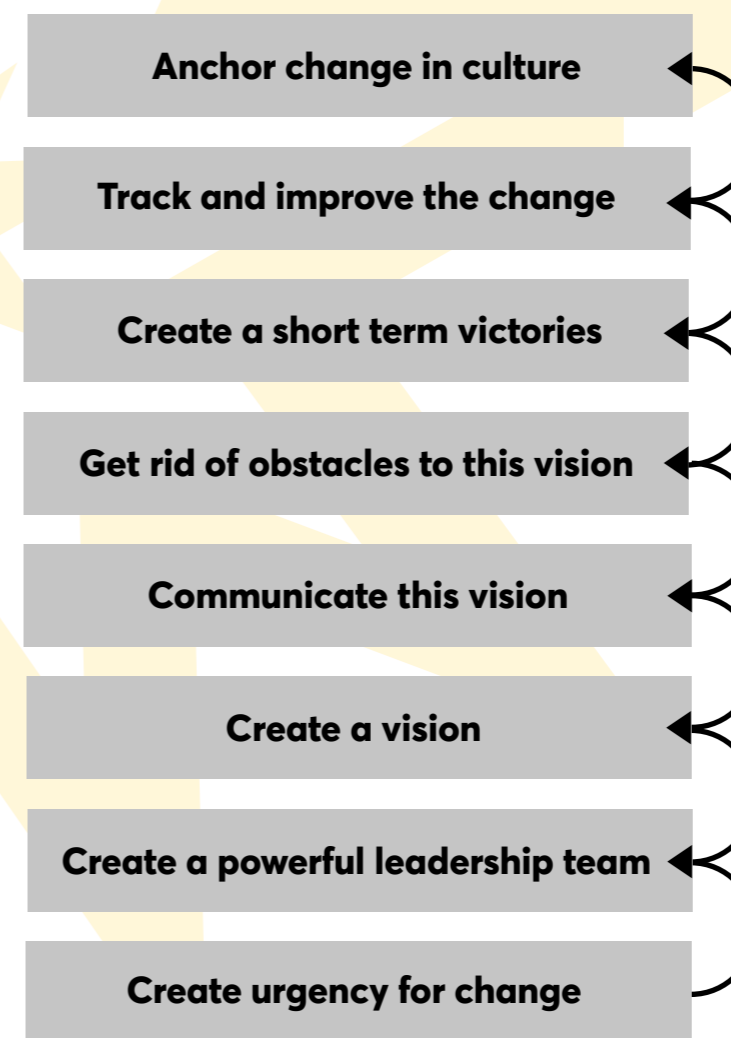 Anchor change in culture
Track and improve the change
Create a short term victories
Get rid of obstacles to this vision
Communicate this vision
Create a vision
Create a powerful leadership team
Create urgency for change